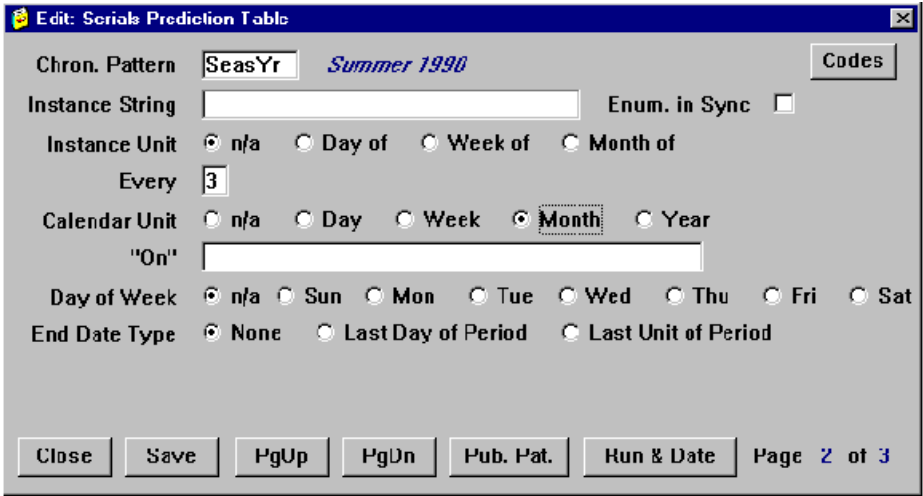 Edit: Serials Prediction Table
Chron. Pattern SeasYr Summer 1990 Codes
Instance String Enum. in Sync
Instance Unit n/a Day of Week of Month of
Every 3
Calendar Unit n/a Day Week Month Year
"On"
Day of Week n/a Sun Mon Tue Wed Thu Fri Sat
End Date Type None Last Day of Period Last Unit of Period
Close Save PgUp PgDn Pub. Pat. Run & Date Page 2 of 3